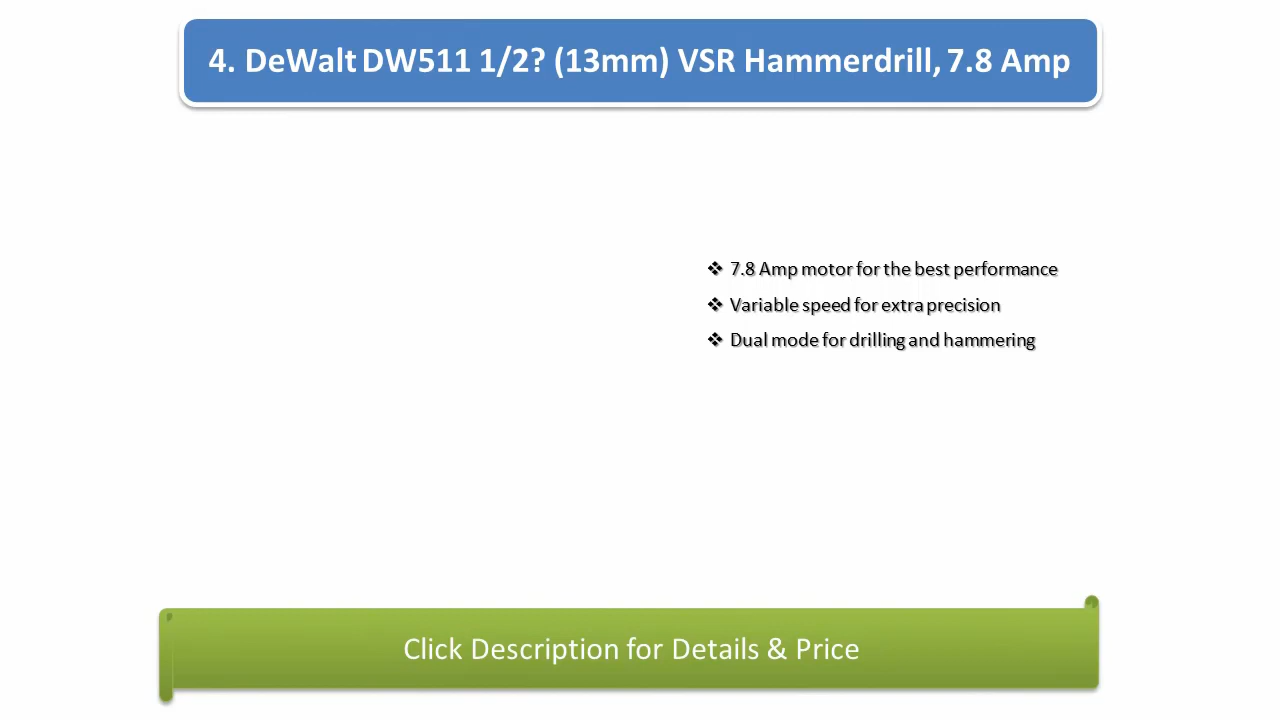 4. DeWalt DW511 1/2? (13mm) VSR Hammerdrill, 7.8 Amp
❖ 7.8 Amp motor for the best performance
❖ Variable speed for extra precision
❖ Dual mode for drilling and hammering
Click Description for Details & Price